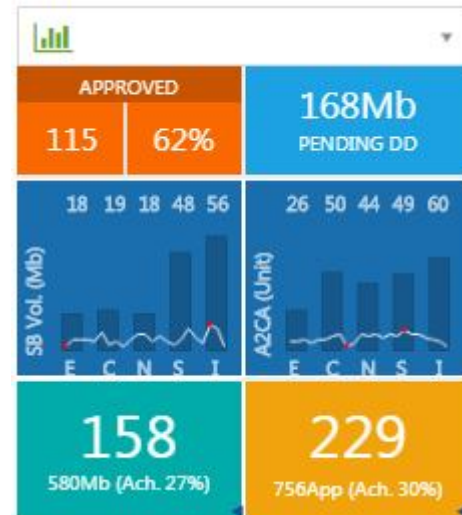 APPROVED
115 62%
168Mb
PENDING DD
18 19 18 48 56
SB Vol. (Mb)
E C N S I
26 50 44 49 60
A2CA (Unit)
E C N S I
158
580Mb (Ach. 27%)
229
756App (Ach. 30%)